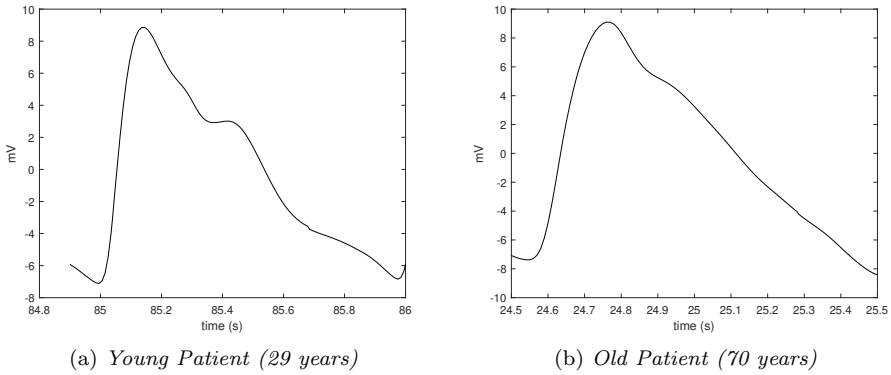 10
8
6
4
2
0
-2
-4
-6
-8
mV
84.8 85 85.2 85.4 85.6 85.8 86
time (s)
(a) Young Patient (29 years)
10
8
6
4
2
0
-2
-4
-6
-8
-10
mV
24.5 24.6 24.7 24.8 24.9 25 25.1 25.2 25.3 25.4 25.5
time (s)
(b) Old Patient (70 years)